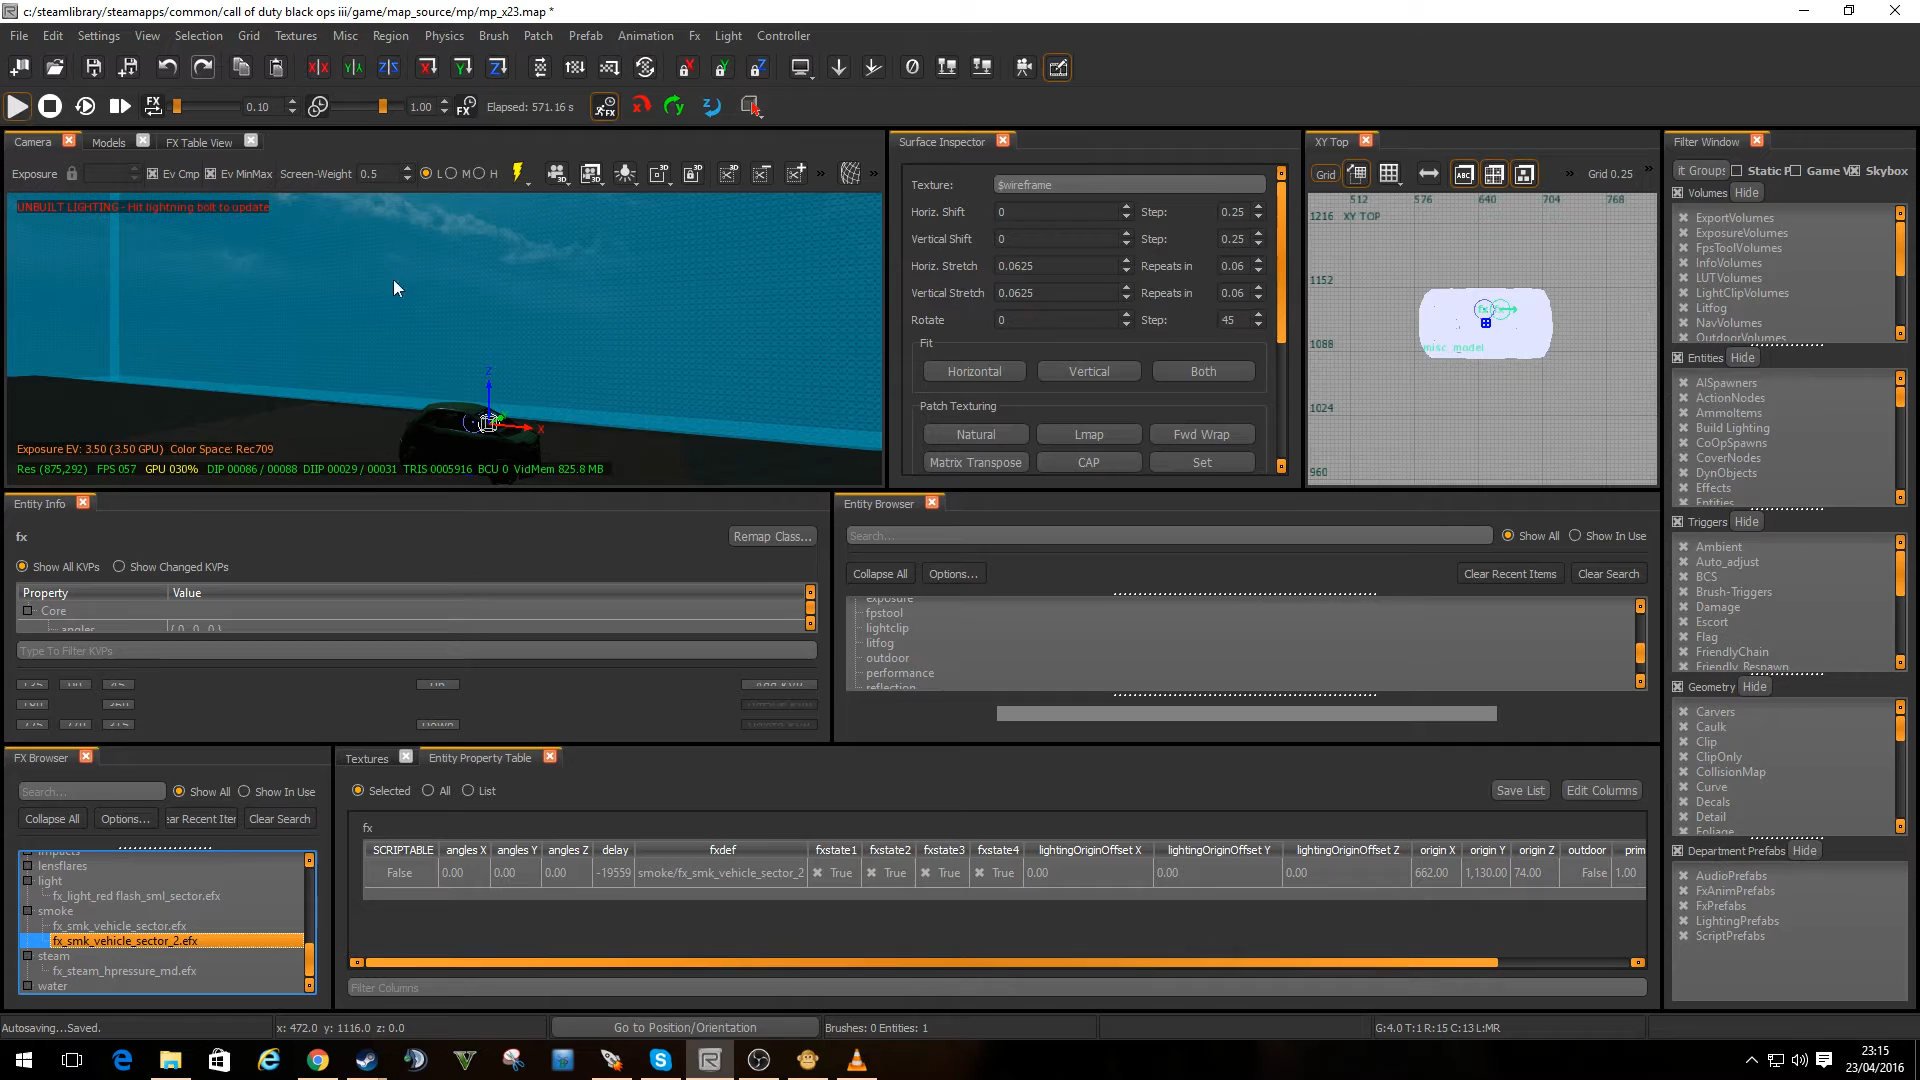 c:/steamlibrary/steamapps/common/call of duty black ops iii/game/map_source/mp/mp_x23.map *
File Edit Settings View Selection Grid Textures Misc Region Physics Brush Patch Prefab Animation Fx Light Controller
FX 0.10 1.00 FX Elapsed: 571.16 s
Camera Models FX Table View Surface Inspector XY Top Filter Window
Exposure Ev Cmp Ev MinMax Screen-Weight 0.5 L M H
Grid Grid 0.25
it Groups Static P Game V Skybox
UNBUILT LIGHTING - Hit lightning bolt to update
Exposure EV: 3.50 (3.50 GPU) Color Space: Rec709
Res (875,292) FPS 057 GPU 030% DIP 00086 / 00088 DIIP 00029 / 00031 TRIS 0005916 BCU 0 VidMem 825.8 MB
Z
X
Texture: $wireframe
Horiz. Shift 0 Step: 0.25
Vertical Shift 0 Step: 0.25
Horiz. Stretch 0.0625 Repeats in 0.06
Vertical Stretch 0.0625 Repeats in 0.06
Rotate 0 Step: 45
Fit
Horizontal Vertical Both
Patch Texturing
Natural Lmap Fwd Wrap
Matrix Transpose CAP Set
512 576 640 704 768
1216 XY TOP
1152
1088
1024
960
misc_model
Volumes Hide
ExportVolumes
ExposureVolumes
FpsToolVolumes
InfoVolumes
LUTVolumes
LightClipVolumes
Litfog
NavVolumes
OutdoorVolumes
Entities Hide
AISpawners
ActionNodes
AmmoItems
Build Lighting
CoOpSpawns
CoverNodes
DynObjects
Effects
Entities
Triggers Hide
Ambient
Auto_adjust
BCS
Brush-Triggers
Damage
Escort
Flag
FriendlyChain
Friendly_Respawn
Geometry Hide
Carvers
Caulk
Clip
ClipOnly
CollisionMap
Curve
Decals
Detail
Foliage
Department Prefabs Hide
AudioPrefabs
FxAnimPrefabs
FxPrefabs
LightingPrefabs
ScriptPrefabs
Entity Info
fx Remap Class...
Show All KVPs Show Changed KVPs
Property Value
Core
angles { 0 0 0 }
Type To Filter KVPs
Entity Browser
Search... Show All Show In Use
Collapse All Options... Clear Recent Items Clear Search
exposure
fpstool
lightclip
litfog
outdoor
performance
reflection
FX Browser
Search... Show All Show In Use
Collapse All Options... ear Recent Iter Clear Search
impacts
lensflares
light
fx_light_red flash_sml_sector.efx
smoke
fx_smk_vehicle_sector.efx
fx_smk_vehicle_sector_2.efx
steam
fx_steam_hpressure_md.efx
water
Textures Entity Property Table
Selected All List Save List Edit Columns
fx
SCRIPTABLE angles X angles Y angles Z delay fxdef fxstate1 fxstate2 fxstate3 fxstate4 lightingOriginOffset X lightingOriginOffset Y lightingOriginOffset Z origin X origin Y origin Z outdoor prim
False 0.00 0.00 0.00 -19559 smoke/fx_smk_vehicle_sector_2 True True True True 0.00 0.00 0.00 662.00 1,130.00 74.00 False 1.00
Filter Columns
Autosaving...Saved. x: 472.0 y: 1116.0 z: 0.0 Go to Position/Orientation Brushes: 0 Entities: 1 G:4.0 T:1 R:15 C:13 L:MR
23:15
23/04/2016